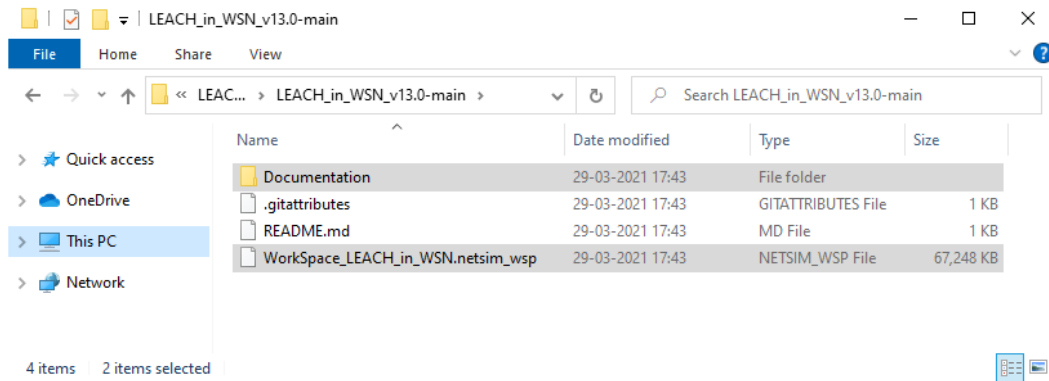 LEACH_in_WSN_v13.0-main
File Home Share View
« LEAC... › LEACH_in_WSN_v13.0-main › Search LEACH_in_WSN_v13.0-main
Name Date modified Type Size
Quick access
OneDrive
This PC
Network
Documentation 29-03-2021 17:43 File folder
.gitattributes 29-03-2021 17:43 GITATTRIBUTES File 1 KB
README.md 29-03-2021 17:43 MD File 1 KB
WorkSpace_LEACH_in_WSN.netsim_wsp 29-03-2021 17:43 NETSIM_WSP File 67,248 KB
4 items 2 items selected